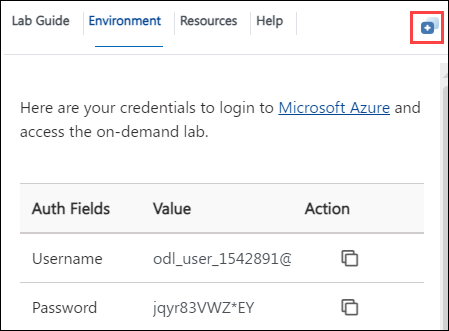 Lab Guide Environment Resources Help
Here are your credentials to login to Microsoft Azure and
access the on-demand lab.
Auth Fields Value Action
Username odl_user_1542891@
Password jqyr83VWZ*EY